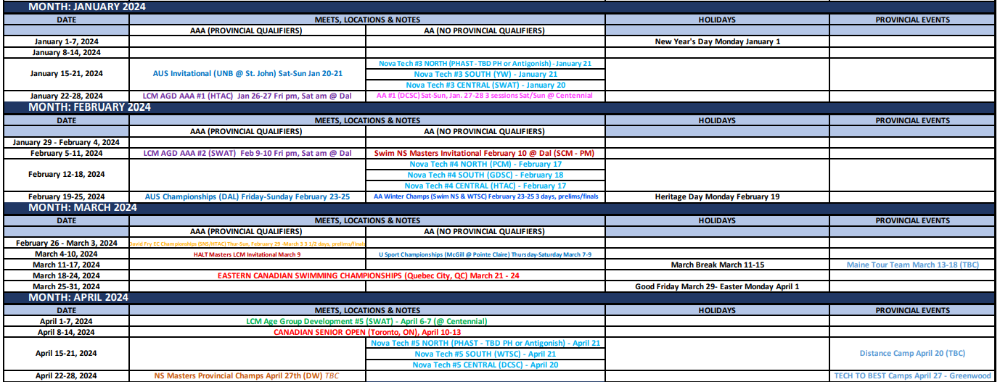 MONTH: JANUARY 2024
DATE MEETS, LOCATIONS & NOTES HOLIDAYS PROVINCIAL EVENTS
AAA (PROVINCIAL QUALIFIERS) AA (NO PROVINCIAL QUALIFIERS)
January 1-7, 2024 New Year's Day Monday January 1
January 8-14, 2024
Nova Tech #3 NORTH (PHAST - TBD PH or Antigonish) - January 21
January 15-21, 2024 AUS Invitational (UNB @ St. John) Sat-Sun Jan 20-21 Nova Tech #3 SOUTH (YW) - January 21
Nova Tech #3 CENTRAL (SWAT) - January 20
January 22-28, 2024 LCM AGD AAA #1 (HTAC) Jan 26-27 Fri pm, Sat am @ Dal AA #1 (DCSC) Sat-Sun, Jan. 27-28 3 sessions Sat/Sun @ Centennial
MONTH: FEBRUARY 2024
DATE MEETS, LOCATIONS & NOTES HOLIDAYS PROVINCIAL EVENTS
AAA (PROVINCIAL QUALIFIERS) AA (NO PROVINCIAL QUALIFIERS)
January 29 - February 4, 2024
February 5-11, 2024 LCM AGD AAA #2 (SWAT) Feb 9-10 Fri pm, Sat am @ Dal Swim NS Masters Invitational February 10 @ Dal (SCM - PM)
Nova Tech #4 NORTH (PCM) - February 17
February 12-18, 2024 Nova Tech #4 SOUTH (GDSC) - February 18
Nova Tech #4 CENTRAL (HTAC) - February 17
February 19-25, 2024 AUS Championships (DAL) Friday-Sunday February 23-25 AA Winter Champs (Swim NS & WTSC) February 23-25 3 days, prelims/finals Heritage Day Monday February 19
MONTH: MARCH 2024
DATE MEETS, LOCATIONS & NOTES HOLIDAYS PROVINCIAL EVENTS
AAA (PROVINCIAL QUALIFIERS) AA (NO PROVINCIAL QUALIFIERS)
February 26 - March 3, 2024 David Fry EC Championships (SNS/HTAC) Thur-Sun, February 29 -March 3 3 1/2 days, prelims/finals
March 4-10, 2024 HALT Masters LCM Invitational March 9 U Sport Championships (McGill @ Pointe Claire) Thursday-Saturday March 7-9
March 11-17, 2024 March Break March 11-15 Maine Tour Team March 13-18 (TBC)
March 18-24, 2024 EASTERN CANADIAN SWIMMING CHAMPIONSHIPS (Quebec City, QC) March 21 - 24
March 25-31, 2024 Good Friday March 29- Easter Monday April 1
MONTH: APRIL 2024
DATE MEETS, LOCATIONS & NOTES HOLIDAYS PROVINCIAL EVENTS
April 1-7, 2024 LCM Age Group Development #5 (SWAT) - April 6-7 (@ Centennial)
April 8-14, 2024 CANADIAN SENIOR OPEN (Toronto, ON), April 10-13
Nova Tech #5 NORTH (PHAST - TBD PH or Antigonish) - April 21
April 15-21, 2024 Nova Tech #5 SOUTH (WTSC) - April 21 Distance Camp April 20 (TBC)
Nova Tech #5 CENTRAL (DCSC) - April 20
April 22-28, 2024 NS Masters Provincial Champs April 27th (DW) TBC TECH TO BEST Camps April 27 - Greenwood